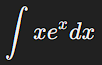 ∫ xeˣ dx